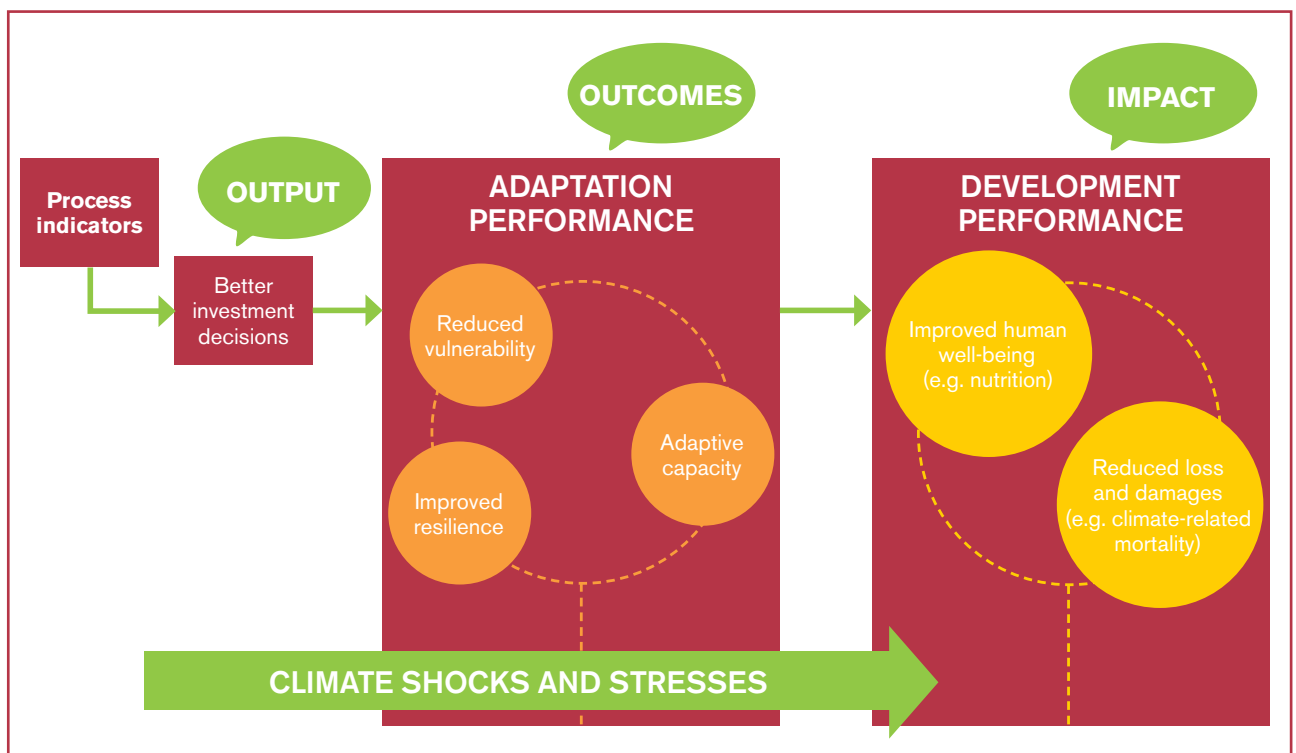 Process
indicators
OUTPUT
Better
investment
decisions
OUTCOMES
ADAPTATION
PERFORMANCE
Reduced
vulnerability
Adaptive
capacity
Improved
resilience
IMPACT
DEVELOPMENT
PERFORMANCE
Improved human
well-being
(e.g. nutrition)
Reduced loss
and damages
(e.g. climate-related
mortality)
CLIMATE SHOCKS AND STRESSES